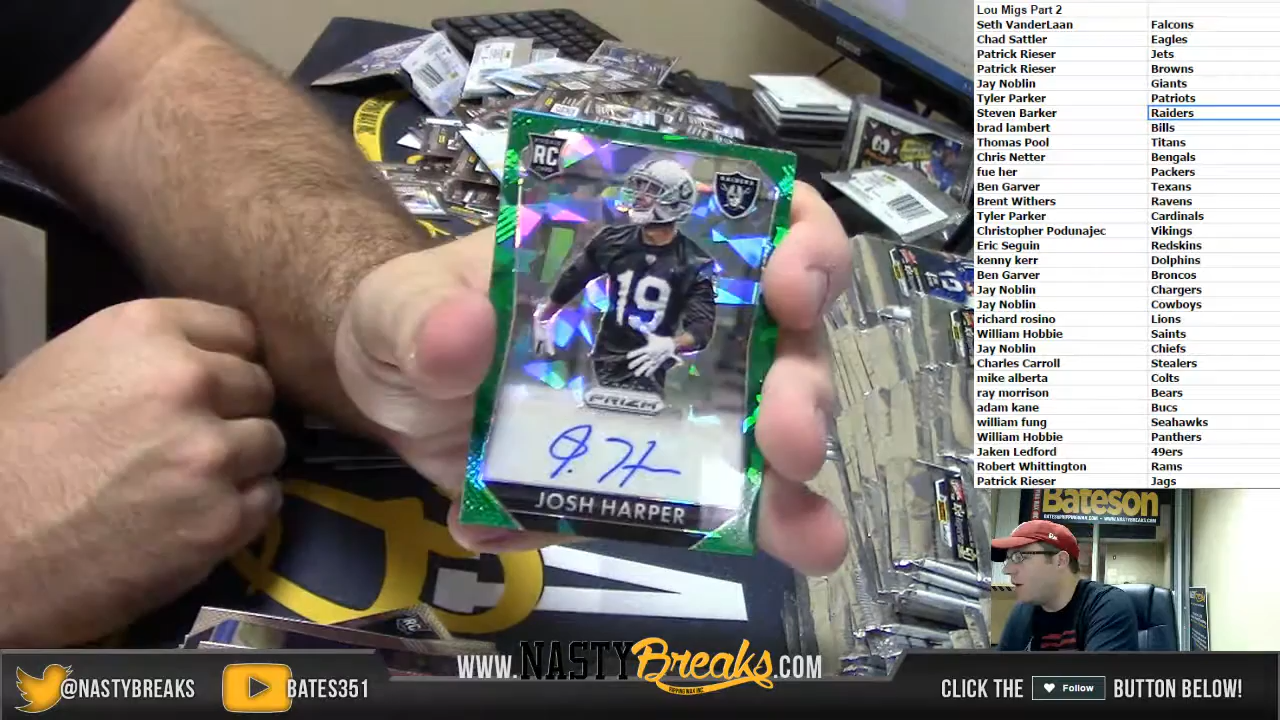 Lou Migs Part 2
Seth VanderLaan Falcons
Chad Sattler Eagles
Patrick Rieser Jets
Patrick Rieser Browns
Jay Noblin Giants
Tyler Parker Patriots
Steven Barker Raiders
brad lambert Bills
Thomas Pool Titans
Chris Netter Bengals
fue her Packers
Ben Garver Texans
Brent Withers Ravens
Tyler Parker Cardinals
Christopher Podunajec Vikings
Eric Seguin Redskins
kenny kerr Dolphins
Ben Garver Broncos
Jay Noblin Chargers
Jay Noblin Cowboys
richard rosino Lions
William Hobbie Saints
Jay Noblin Chiefs
Charles Carroll Stealers
mike alberta Colts
ray morrison Bears
adam kane Bucs
william fung Seahawks
William Hobbie Panthers
Jaken Ledford 49ers
Robert Whittington Rams
Patrick Rieser Jags
RC
RAIDERS
19
PRIZM
J. H
JOSH HARPER
RC
Bateson
@NASTYBREAKS
BATES351
WWW.NASTYBreaks.COM
CLICK THE Follow BUTTON BELOW!